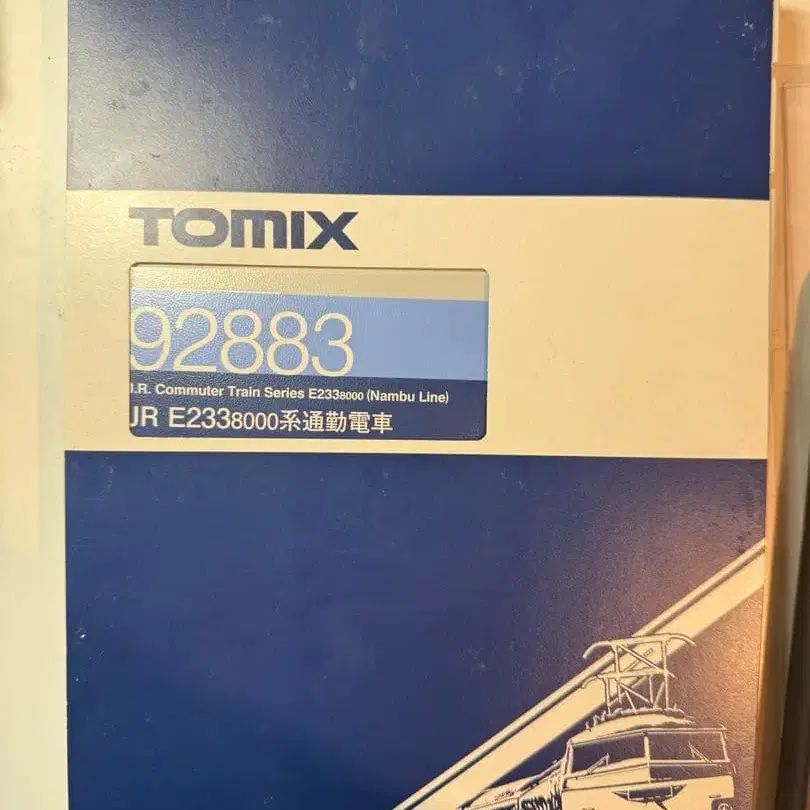 TOMIX
92883
J.R. Commuter Train Series E2338000 (Nambu Line)
JR E2338000系通勤電車